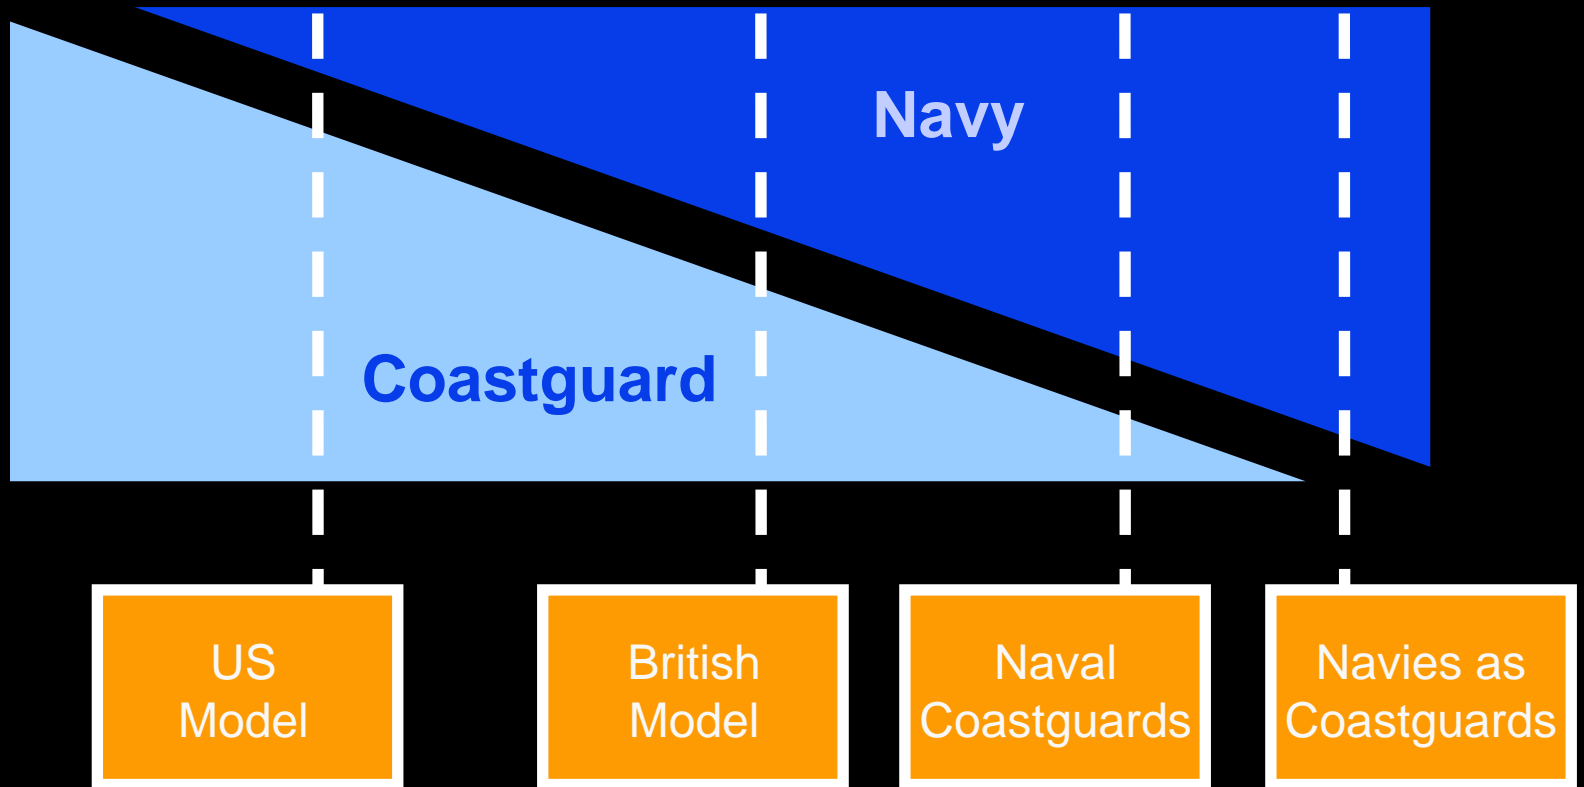 Navy
Coastguard
US
Model
British
Model
Naval
Coastguards
Navies as
Coastguards